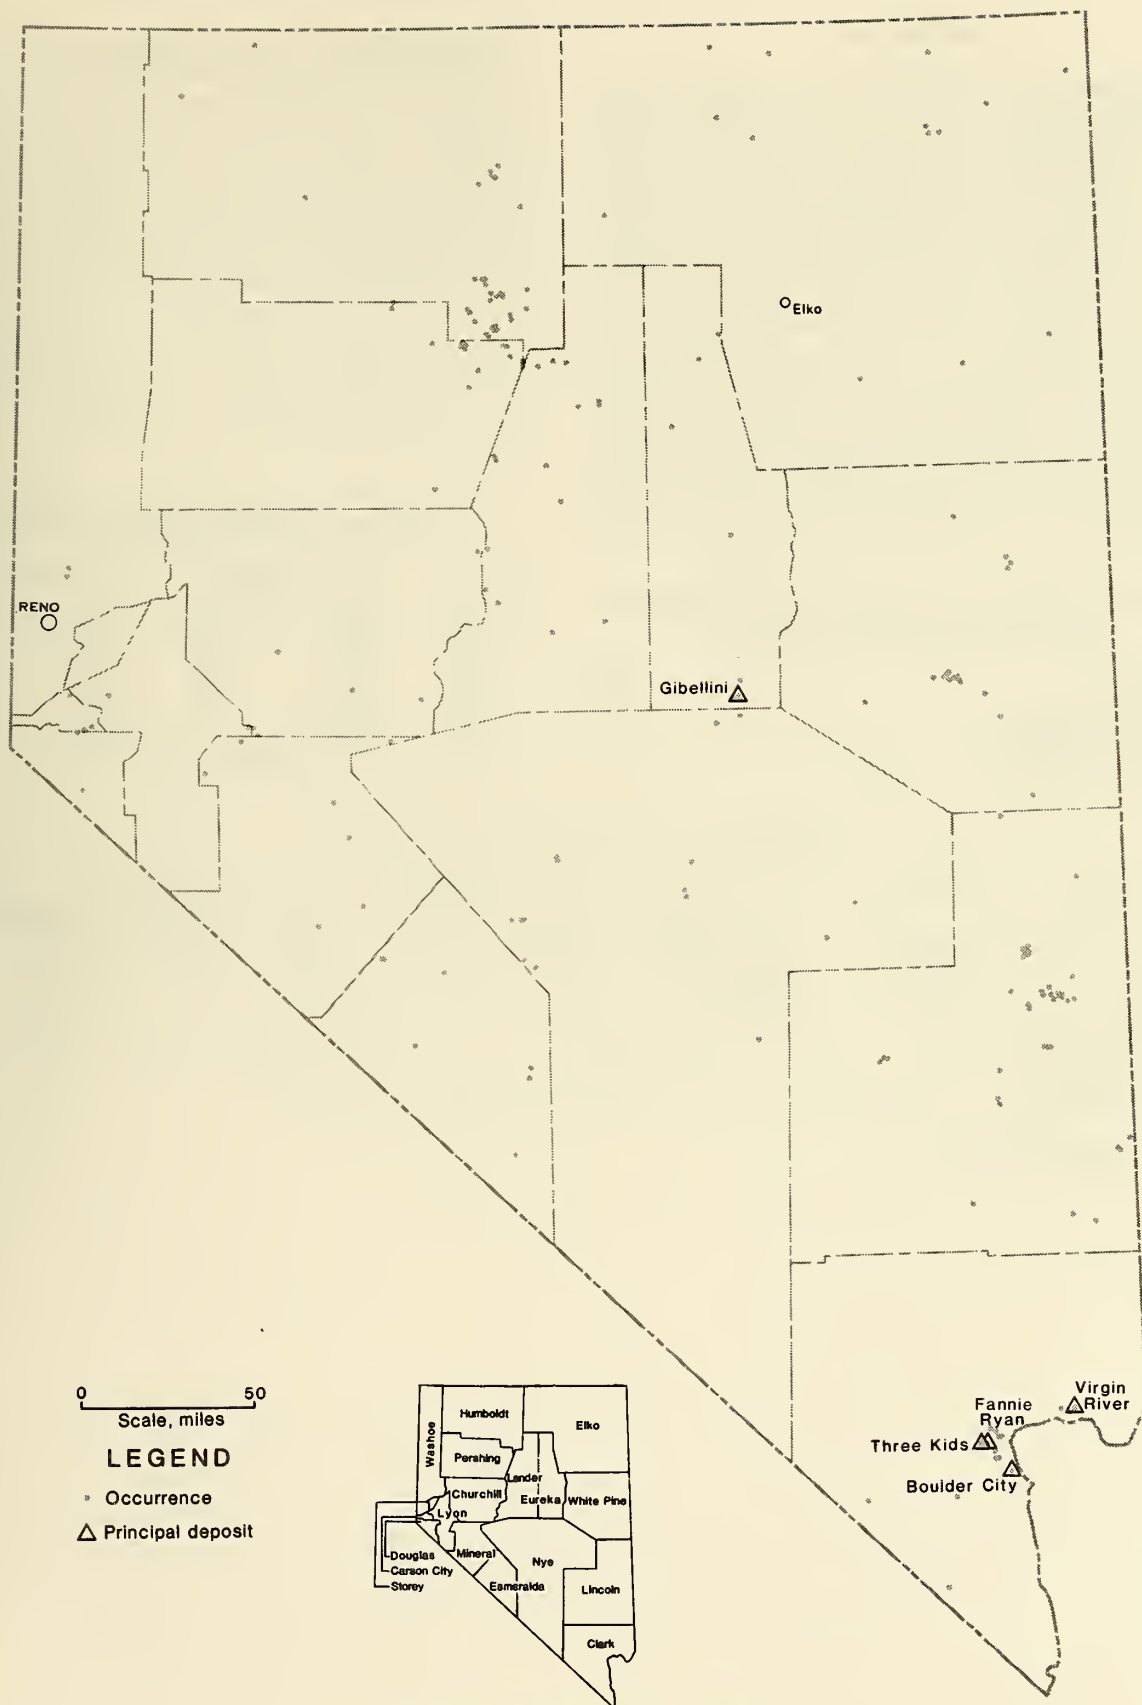 Elko
RENO
Gibellini
Virgin
River
Fannie
Ryan
Three Kids
Boulder City
0 50
Scale, miles
LEGEND
Occurrence
Principal deposit
Washoe
Humboldt
Elko
Pershing
Lander
Churchill
Eureka
White Pine
Lyon
Douglas
Carson City
Storey
Mineral
Nye
Esmeralda
Lincoln
Clark